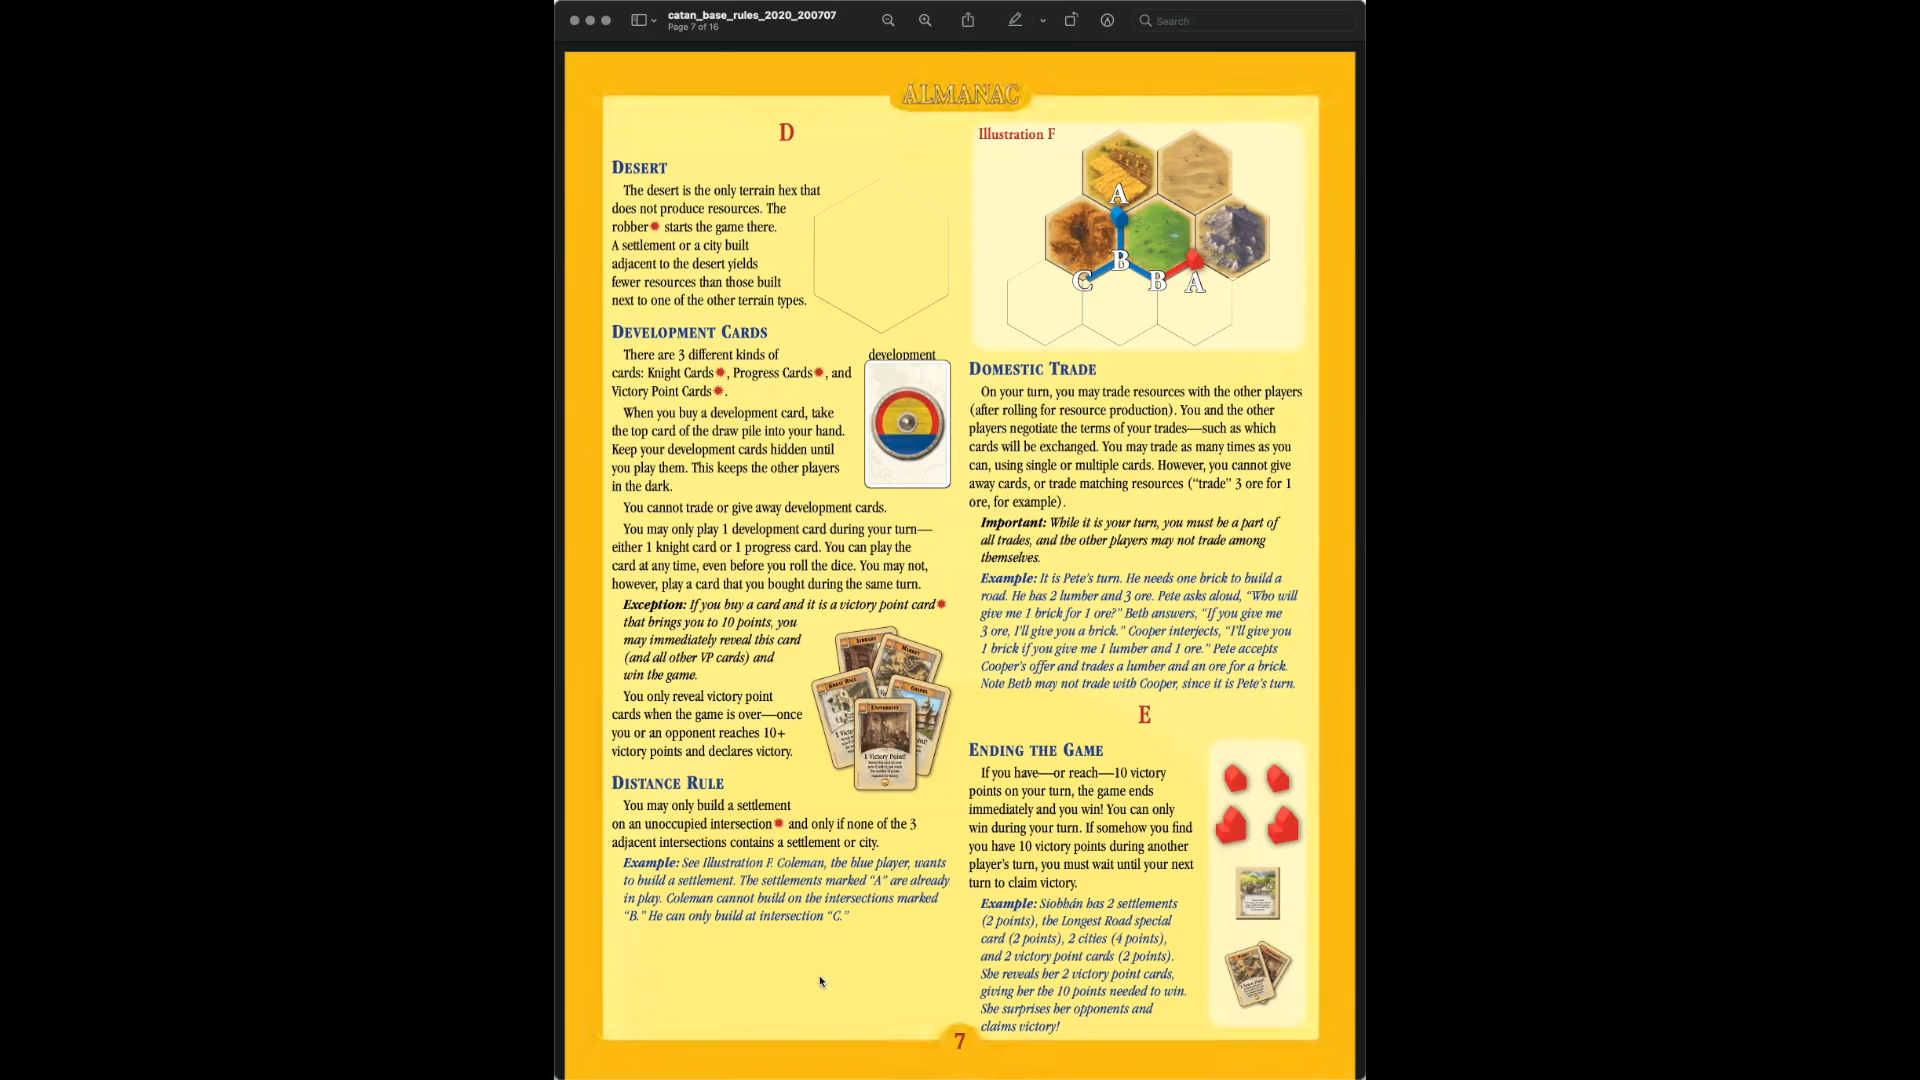 catan_base_rules_2020_200707
Page 7 of 16
Search
ALMANAC
D
DESERT
The desert is the only terrain hex that
does not produce resources. The
robber starts the game there.
A settlement or a city built
adjacent to the desert yields
fewer resources than those built
next to one of the other terrain types.
DEVELOPMENT CARDS
There are 3 different kinds of development
cards: Knight Cards, Progress Cards, and
Victory Point Cards.
When you buy a development card, take
the top card of the draw pile into your hand.
Keep your development cards hidden until
you play them. This keeps the other players
in the dark.
You cannot trade or give away development cards.
You may only play 1 development card during your turn—
either 1 knight card or 1 progress card. You can play the
card at any time, even before you roll the dice. You may not,
however, play a card that you bought during the same turn.
Exception: If you buy a card and it is a victory point card
that brings you to 10 points, you
may immediately reveal this card
(and all other VP cards) and
win the game.
You only reveal victory point
cards when the game is over—once
you or an opponent reaches 10+
victory points and declares victory.
LIBRARY
MARKET
GREAT HALL
CHAPEL
UNIVERSITY
1 Victory Point!
DISTANCE RULE
You may only build a settlement
on an unoccupied intersection and only if none of the 3
adjacent intersections contains a settlement or city.
Example: See Illustration F. Coleman, the blue player, wants
to build a settlement. The settlements marked “A” are already
in play. Coleman cannot build on the intersections marked
“B.” He can only build at intersection “C.”
Illustration F
A
B
C
B
A
DOMESTIC TRADE
On your turn, you may trade resources with the other players
(after rolling for resource production). You and the other
players negotiate the terms of your trades—such as which
cards will be exchanged. You may trade as many times as you
can, using single or multiple cards. However, you cannot give
away cards, or trade matching resources (“trade” 3 ore for 1
ore, for example).
Important: While it is your turn, you must be a part of
all trades, and the other players may not trade among
themselves.
Example: It is Pete’s turn. He needs one brick to build a
road. He has 2 lumber and 3 ore. Pete asks aloud, “Who will
give me 1 brick for 1 ore?” Beth answers, “If you give me
3 ore, I’ll give you a brick.” Cooper interjects, “I’ll give you
1 brick if you give me 1 lumber and 1 ore.” Pete accepts
Cooper’s offer and trades a lumber and an ore for a brick.
Note Beth may not trade with Cooper, since it is Pete’s turn.
E
ENDING THE GAME
If you have—or reach—10 victory
points on your turn, the game ends
immediately and you win! You can only
win during your turn. If somehow you find
you have 10 victory points during another
player’s turn, you must wait until your next
turn to claim victory.
Example: Siobhán has 2 settlements
(2 points), the Longest Road special
card (2 points), 2 cities (4 points),
and 2 victory point cards (2 points).
She reveals her 2 victory point cards,
giving her the 10 points needed to win.
She surprises her opponents and
claims victory!
7